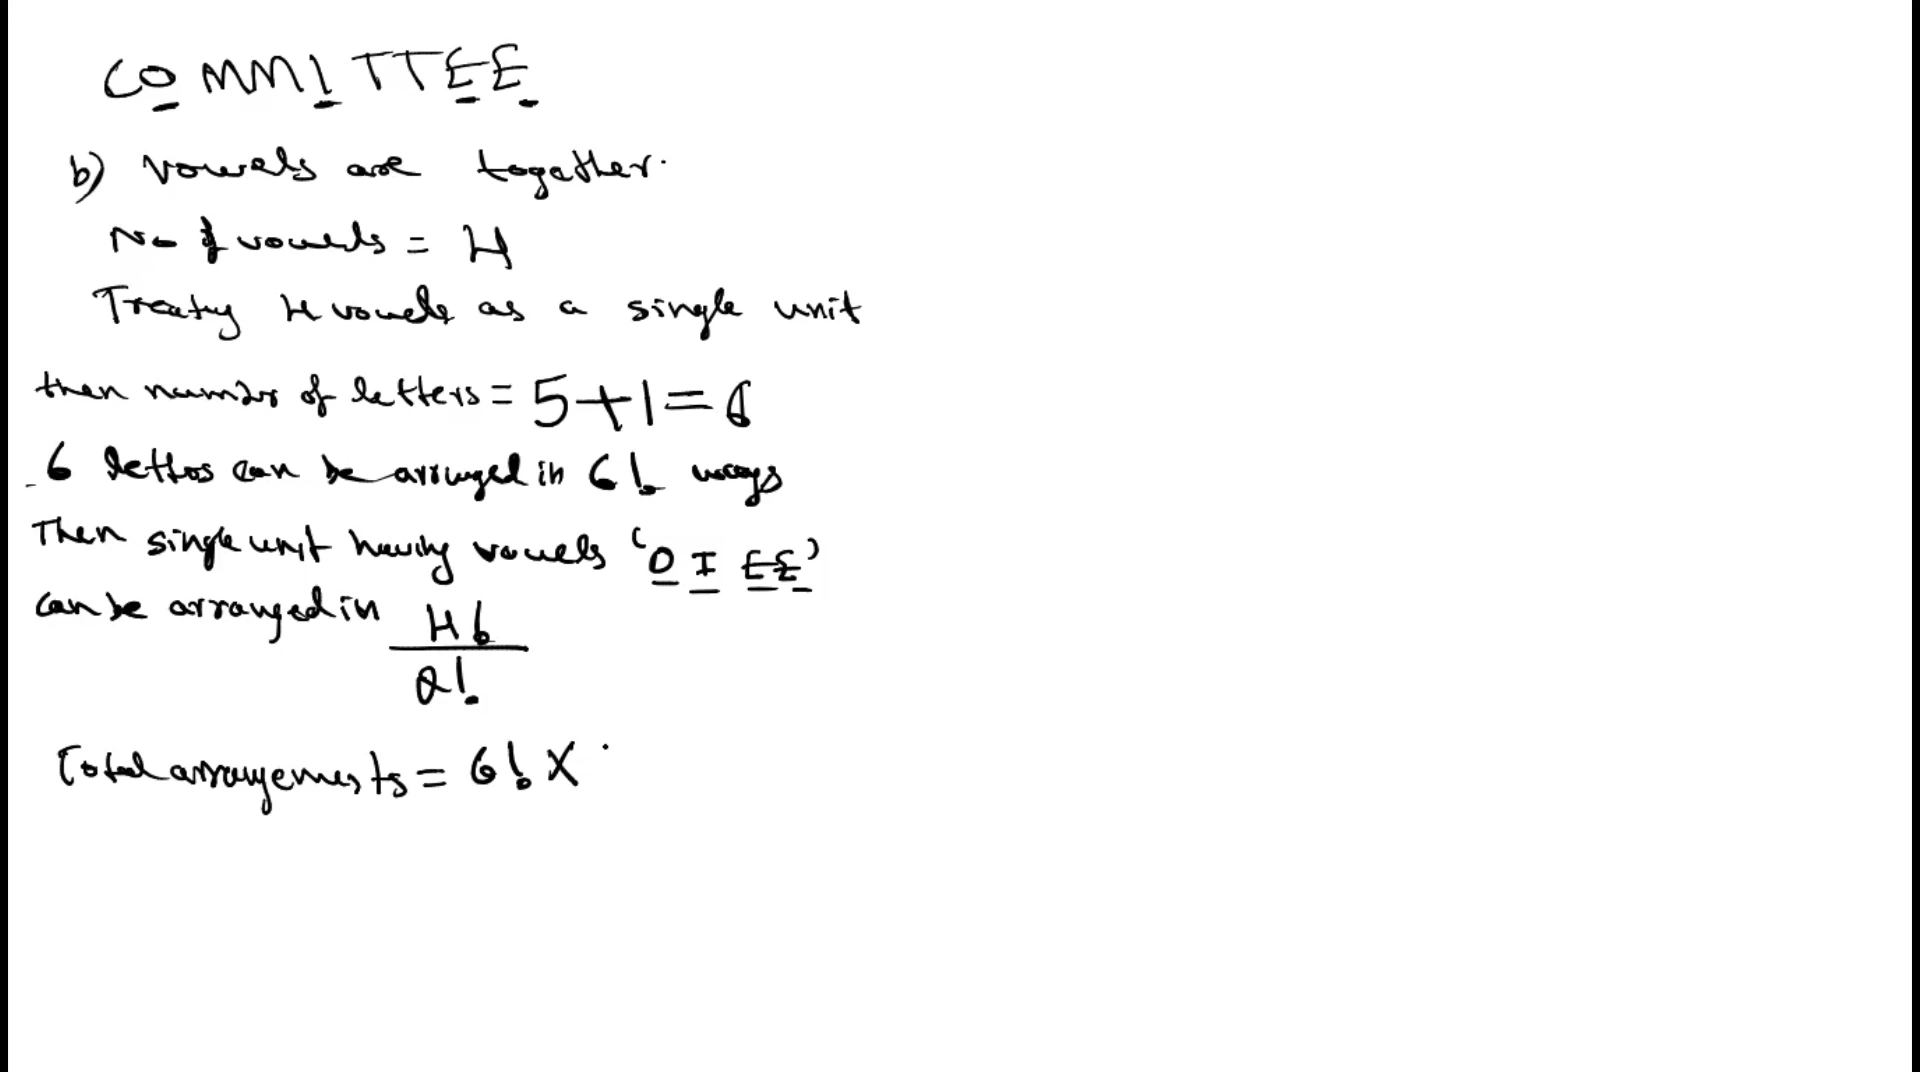 COMMITTEE
b) vowels are together.
No of vowels = 4
Treating 4 vowels as a single unit
then number of letters = 5+1=6
6 letters can be arranged in 6! ways
Then single unit having vowels 'O I EE'
can be arranged in 4!
2!
Total arrangements = 6! X